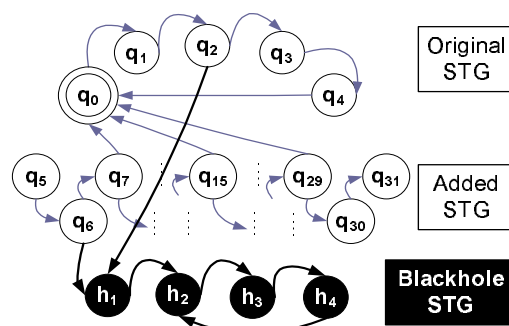 q1 q2 q3 Original STG
q0 q4
q5 q7 q15 q29 q31 Added STG
q6 q30
h1 h2 h3 h4 Blackhole STG